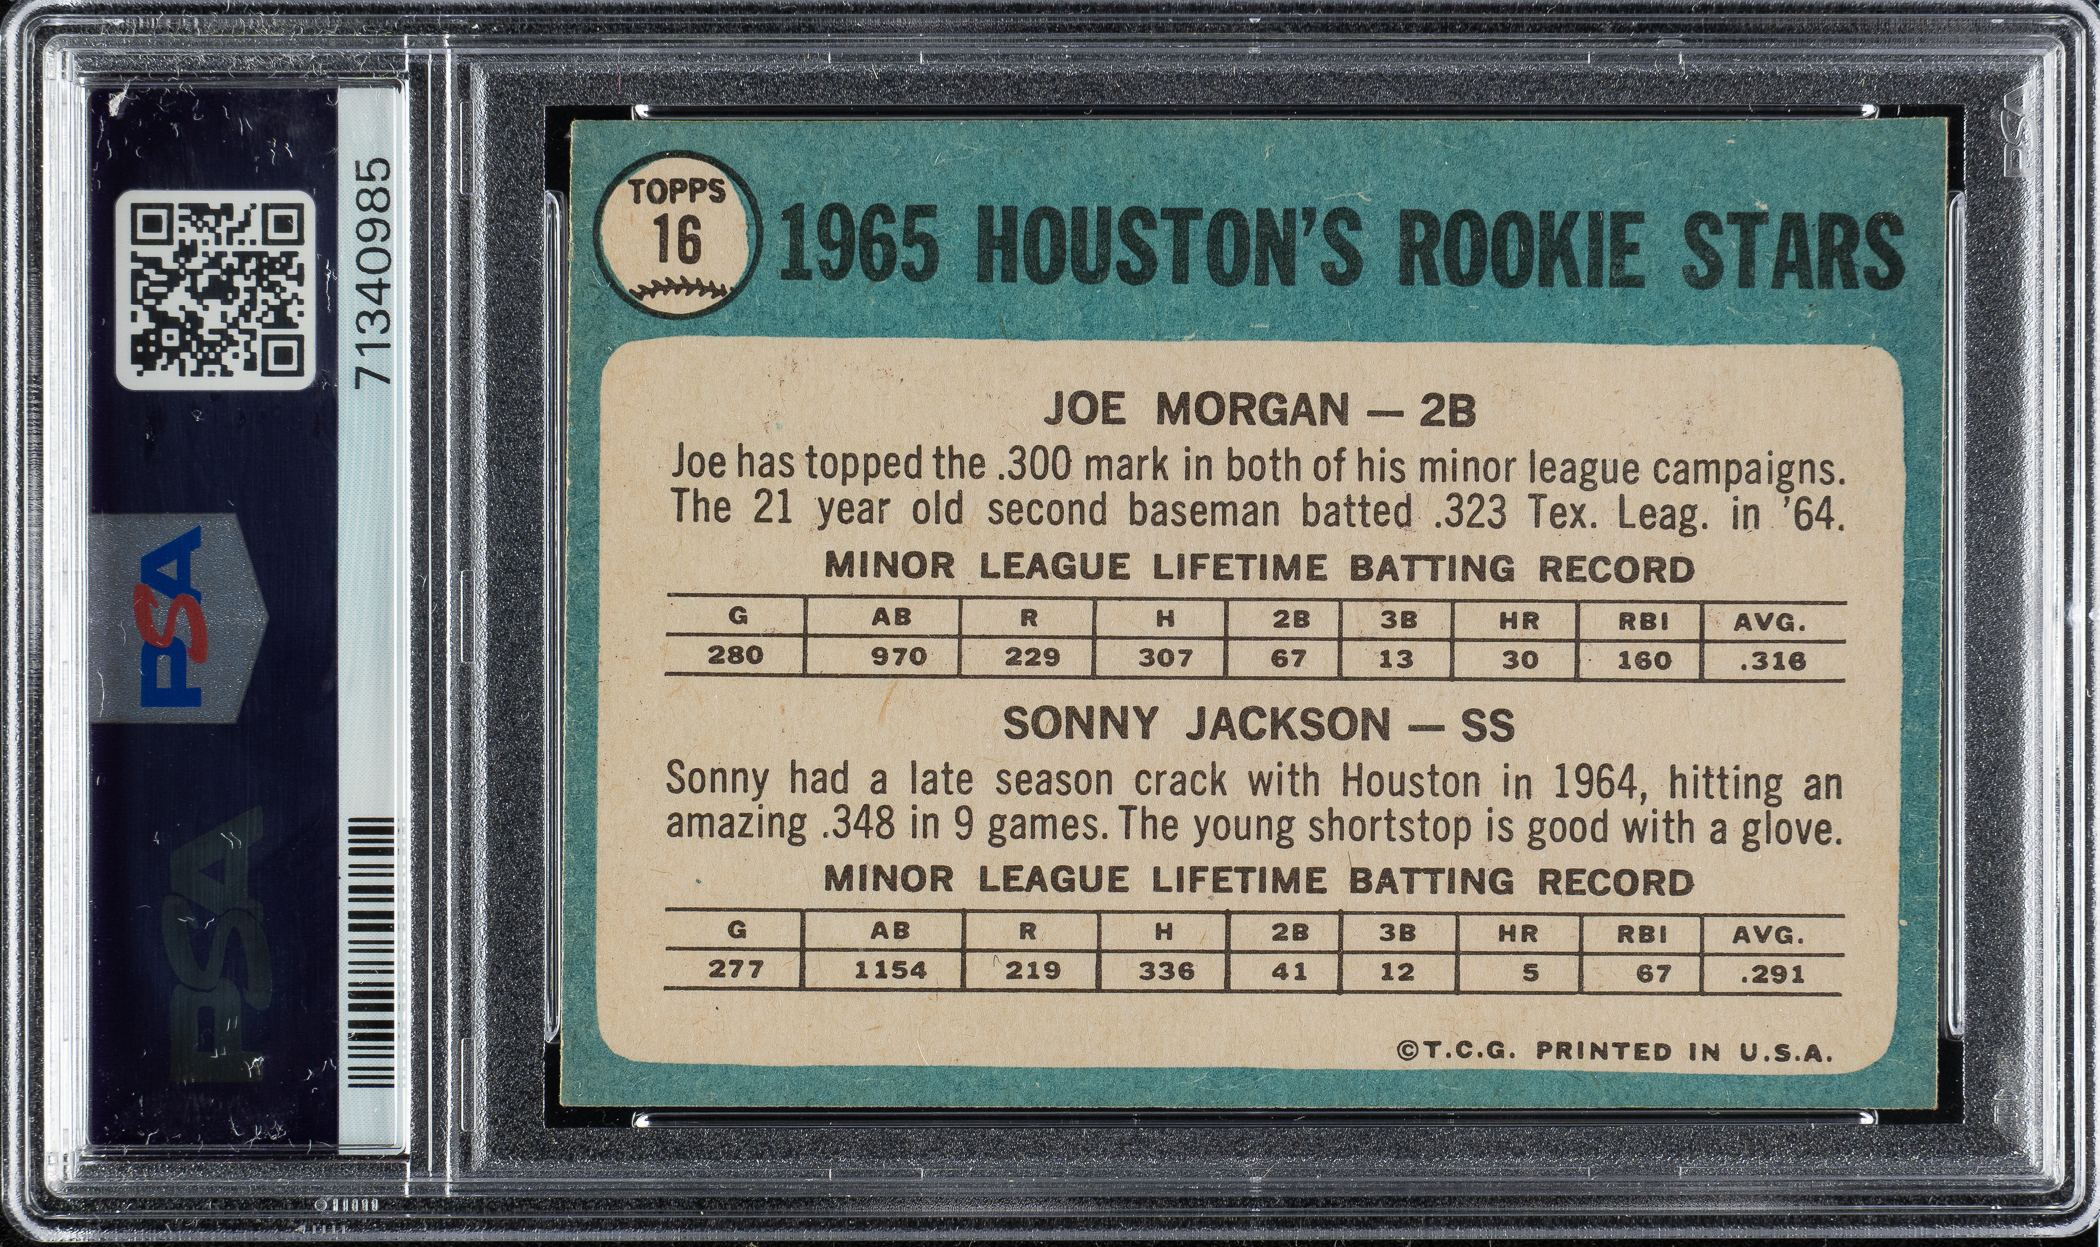 71340985
PSA
PSA
PSA
TOPPS
16
1965 HOUSTON'S ROOKIE STARS
JOE MORGAN — 2B
Joe has topped the .300 mark in both of his minor league campaigns.
The 21 year old second baseman batted .323 Tex. Leag. in '64.
MINOR LEAGUE LIFETIME BATTING RECORD
G AB R H 2B 3B HR RBI AVG.
280 970 229 307 67 13 30 160 .316
SONNY JACKSON — SS
Sonny had a late season crack with Houston in 1964, hitting an
amazing .348 in 9 games. The young shortstop is good with a glove.
MINOR LEAGUE LIFETIME BATTING RECORD
G AB R H 2B 3B HR RBI AVG.
277 1154 219 336 41 12 5 67 .291
©T.C.G. PRINTED IN U.S.A.